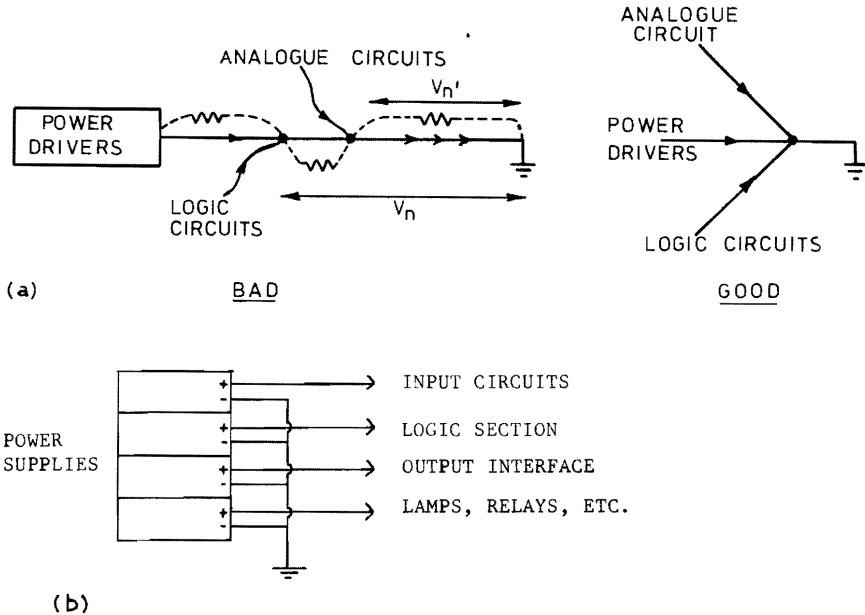 ANALOGUE CIRCUITS
Vn'
POWER
DRIVERS
LOGIC
CIRCUITS
Vn
ANALOGUE
CIRCUIT
POWER
DRIVERS
LOGIC CIRCUITS
(a)
BAD
GOOD
POWER
SUPPLIES
+
-
+
-
+
-
+
-
INPUT CIRCUITS
LOGIC SECTION
OUTPUT INTERFACE
LAMPS, RELAYS, ETC.
(b)